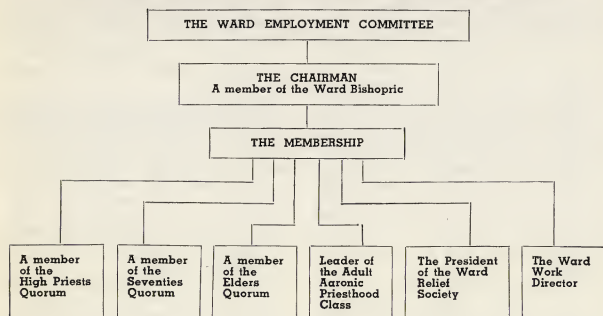 THE WARD EMPLOYMENT COMMITTEE
THE CHAIRMAN
A member of the Ward Bishopric
THE MEMBERSHIP
A member
of the
High Priests
Quorum
A member
of the
Seventies
Quorum
A member
of the
Elders
Quorum
Leader of
the Adult
Aaronic
Priesthood
Class
The President
of the Ward
Relief
Society
The Ward
Work
Director